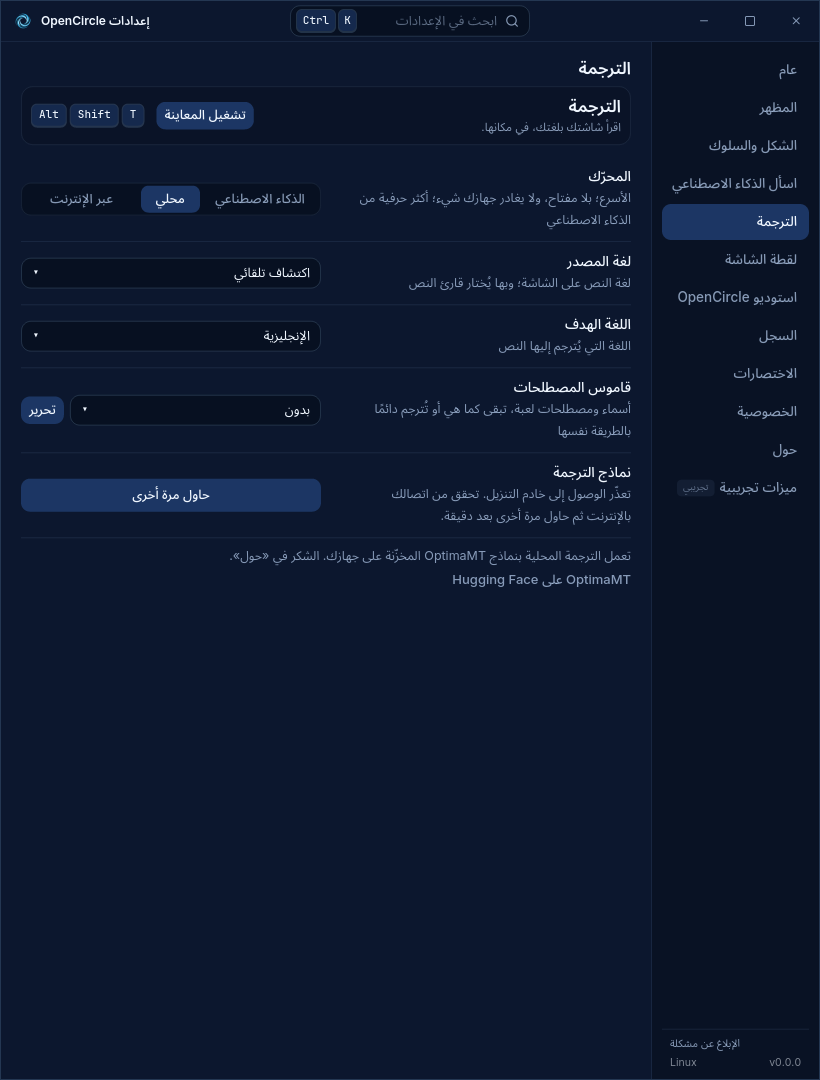 إعدادات OpenCircle
ابحث في الإعدادات
Ctrl K
عام
المظهر
الشكل والسلوك
اسأل الذكاء الاصطناعي
الترجمة
لقطة الشاشة
استوديو OpenCircle
السجل
الاختصارات
الخصوصية
حول
ميزات تجريبية تجريبي
الإبلاغ عن مشكلة
v0.0.0 Linux
الترجمة
الترجمة
اقرأ شاشتك بلغتك، في مكانها.
تشغيل المعاينة
Alt Shift T
المحرّك
الأسرع؛ بلا مفتاح، ولا يغادر جهازك شيء؛ أكثر حرفية من
الذكاء الاصطناعي
الذكاء الاصطناعي محلي عبر الإنترنت
لغة المصدر
لغة النص على الشاشة؛ وبها يُختار قارئ النص
اكتشاف تلقائي
اللغة الهدف
اللغة التي يُترجم إليها النص
الإنجليزية
قاموس المصطلحات
أسماء ومصطلحات لعبة، تبقى كما هي أو تُترجم دائمًا
بالطريقة نفسها
بدون
تحرير
نماذج الترجمة
تعذّر الوصول إلى خادم التنزيل. تحقق من اتصالك
بالإنترنت ثم حاول مرة أخرى بعد دقيقة.
حاول مرة أخرى
تعمل الترجمة المحلية بنماذج OptimaMT المخزّنة على جهازك. الشكر في «حول».
OptimaMT على Hugging Face